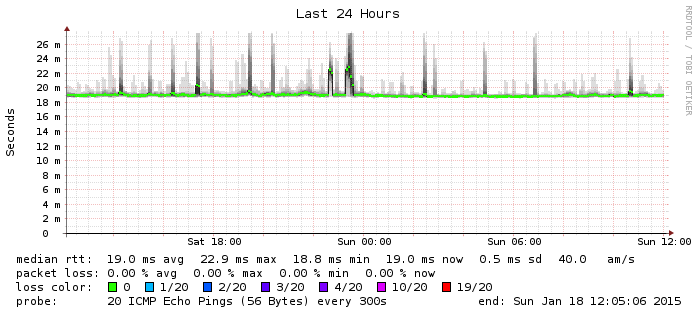 Last 24 Hours
RRDTOOL / TOBI OETIKER
Seconds
26 m
24 m
22 m
20 m
18 m
16 m
14 m
12 m
10 m
8 m
6 m
4 m
2 m
0
Sat 18:00 Sun 00:00 Sun 06:00 Sun 12:00
median rtt: 19.0 ms avg 22.9 ms max 18.8 ms min 19.0 ms now 0.5 ms sd 40.0 am/s
packet loss: 0.00 % avg 0.00 % max 0.00 % min 0.00 % now
loss color: 0 1/20 2/20 3/20 4/20 10/20 19/20
probe: 20 ICMP Echo Pings (56 Bytes) every 300s end: Sun Jan 18 12:05:06 2015